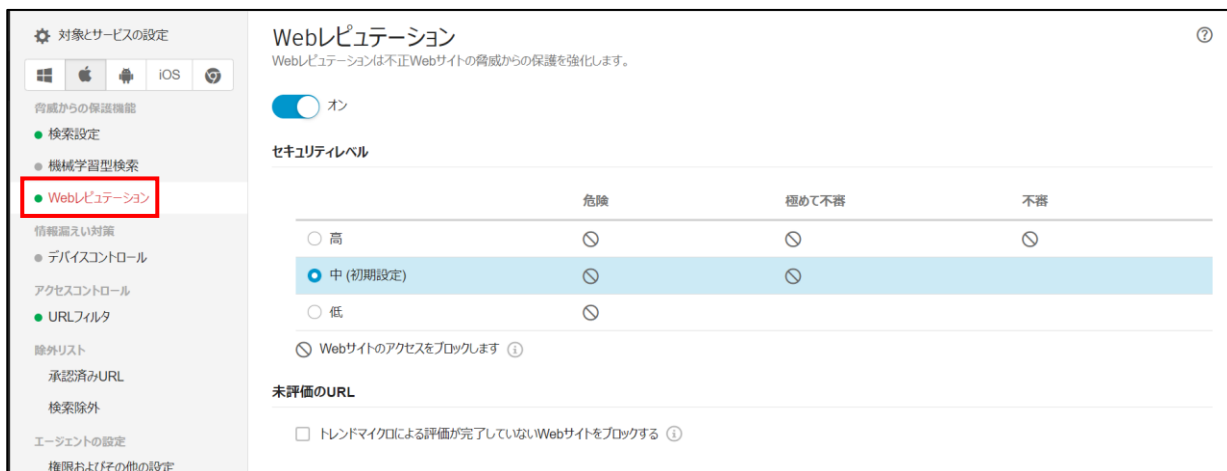 対象とサービスの設定
iOS
脅威からの保護機能
検索設定
機械学習型検索
Webレピュテーション
情報漏えい対策
デバイスコントロール
アクセスコントロール
URLフィルタ
除外リスト
承認済みURL
検索除外
エージェントの設定
権限およびその他の設定
Webレピュテーション
Webレピュテーションは不正Webサイトの脅威からの保護を強化します。
オン
セキュリティレベル
危険 極めて不審 不審
高
中 (初期設定)
低
Webサイトのアクセスをブロックします
未評価のURL
トレンドマイクロによる評価が完了していないWebサイトをブロックする